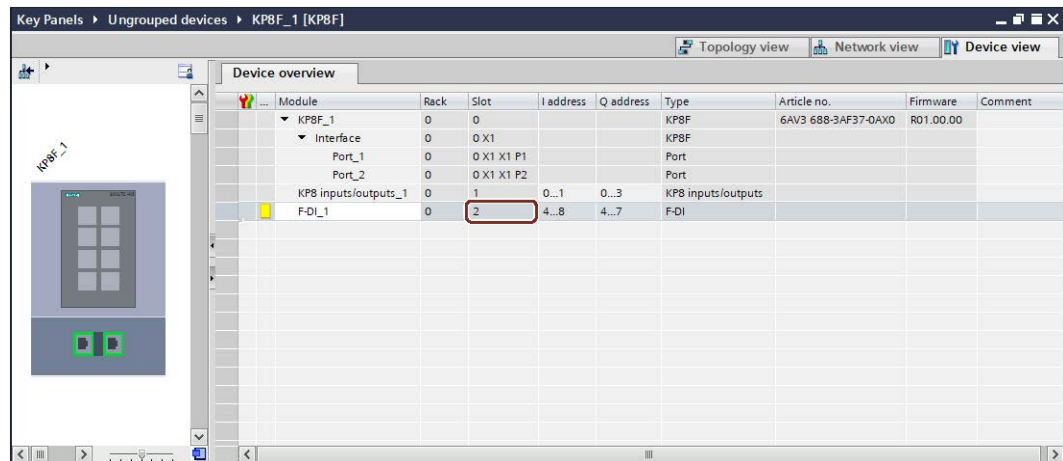 Key Panels ▸ Ungrouped devices ▸ KP8F_1 [KP8F]
Topology view Network view Device view
Device overview
... Module Rack Slot I address Q address Type Article no. Firmware Comment
KP8F_1 0 0 KP8F 6AV3 688-3AF37-0AX0 R01.00.00
Interface 0 0 X1 KP8F
Port_1 0 0 X1 X1 P1 Port
Port_2 0 0 X1 X1 P2 Port
KP8 inputs/outputs_1 0 1 0...1 0...3 KP8 inputs/outputs
F-DI_1 0 2 4...8 4...7 F-DI
KP8F_1